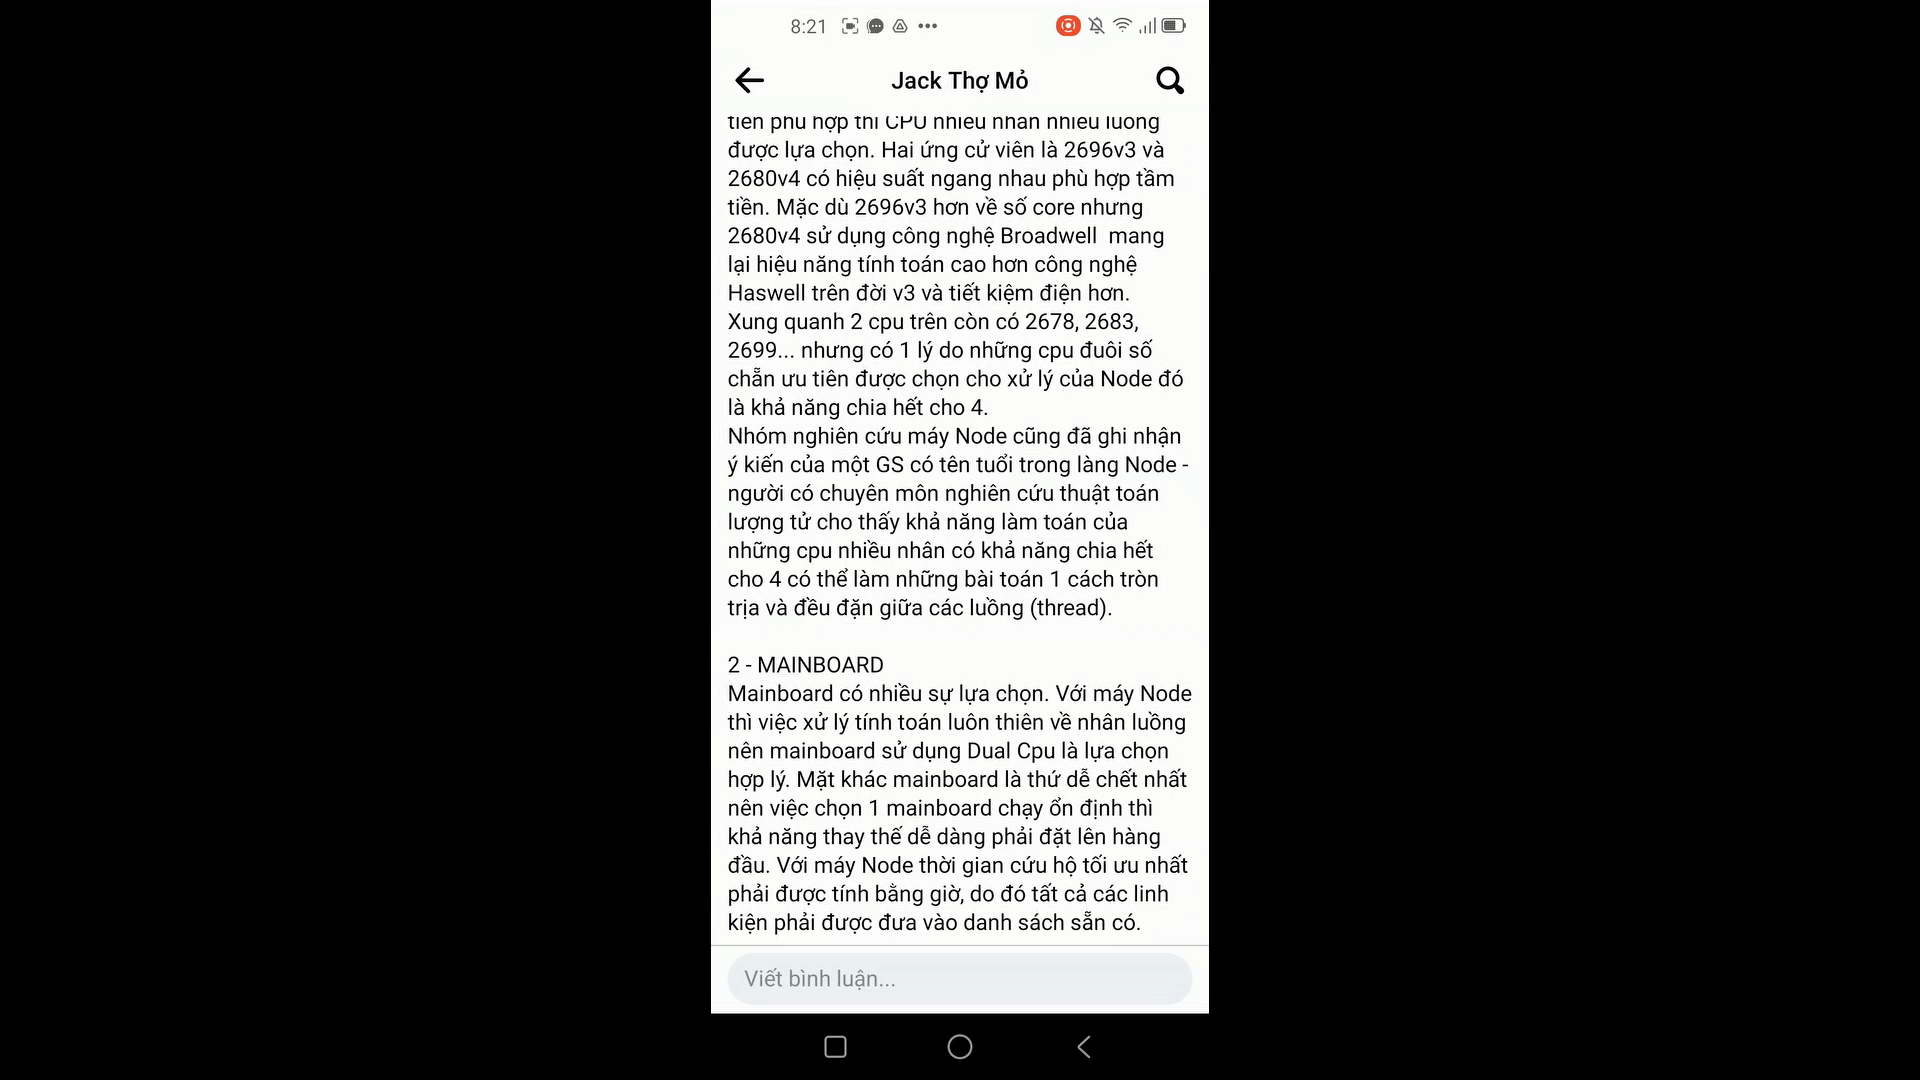 8:21
Jack Thợ Mỏ
được lựa chọn. Hai ứng cử viên là 2696v3 và
2680v4 có hiệu suất ngang nhau phù hợp tầm
tiền. Mặc dù 2696v3 hơn về số core nhưng
2680v4 sử dụng công nghệ Broadwell  mang
lại hiệu năng tính toán cao hơn công nghệ
Haswell trên đời v3 và tiết kiệm điện hơn.
Xung quanh 2 cpu trên còn có 2678, 2683,
2699... nhưng có 1 lý do những cpu đuôi số
chẵn ưu tiên được chọn cho xử lý của Node đó
là khả năng chia hết cho 4.
Nhóm nghiên cứu máy Node cũng đã ghi nhận
ý kiến của một GS có tên tuổi trong làng Node -
người có chuyên môn nghiên cứu thuật toán
lượng tử cho thấy khả năng làm toán của
những cpu nhiều nhân có khả năng chia hết
cho 4 có thể làm những bài toán 1 cách tròn
trịa và đều đặn giữa các luồng (thread).
2 - MAINBOARD
Mainboard có nhiều sự lựa chọn. Với máy Node
thì việc xử lý tính toán luôn thiên về nhân luồng
nên mainboard sử dụng Dual Cpu là lựa chọn
hợp lý. Mặt khác mainboard là thứ dễ chết nhất
nên việc chọn 1 mainboard chạy ổn định thì
khả năng thay thế dễ dàng phải đặt lên hàng
đầu. Với máy Node thời gian cứu hộ tối ưu nhất
phải được tính bằng giờ, do đó tất cả các linh
kiện phải được đưa vào danh sách sẵn có.
Viết bình luận...